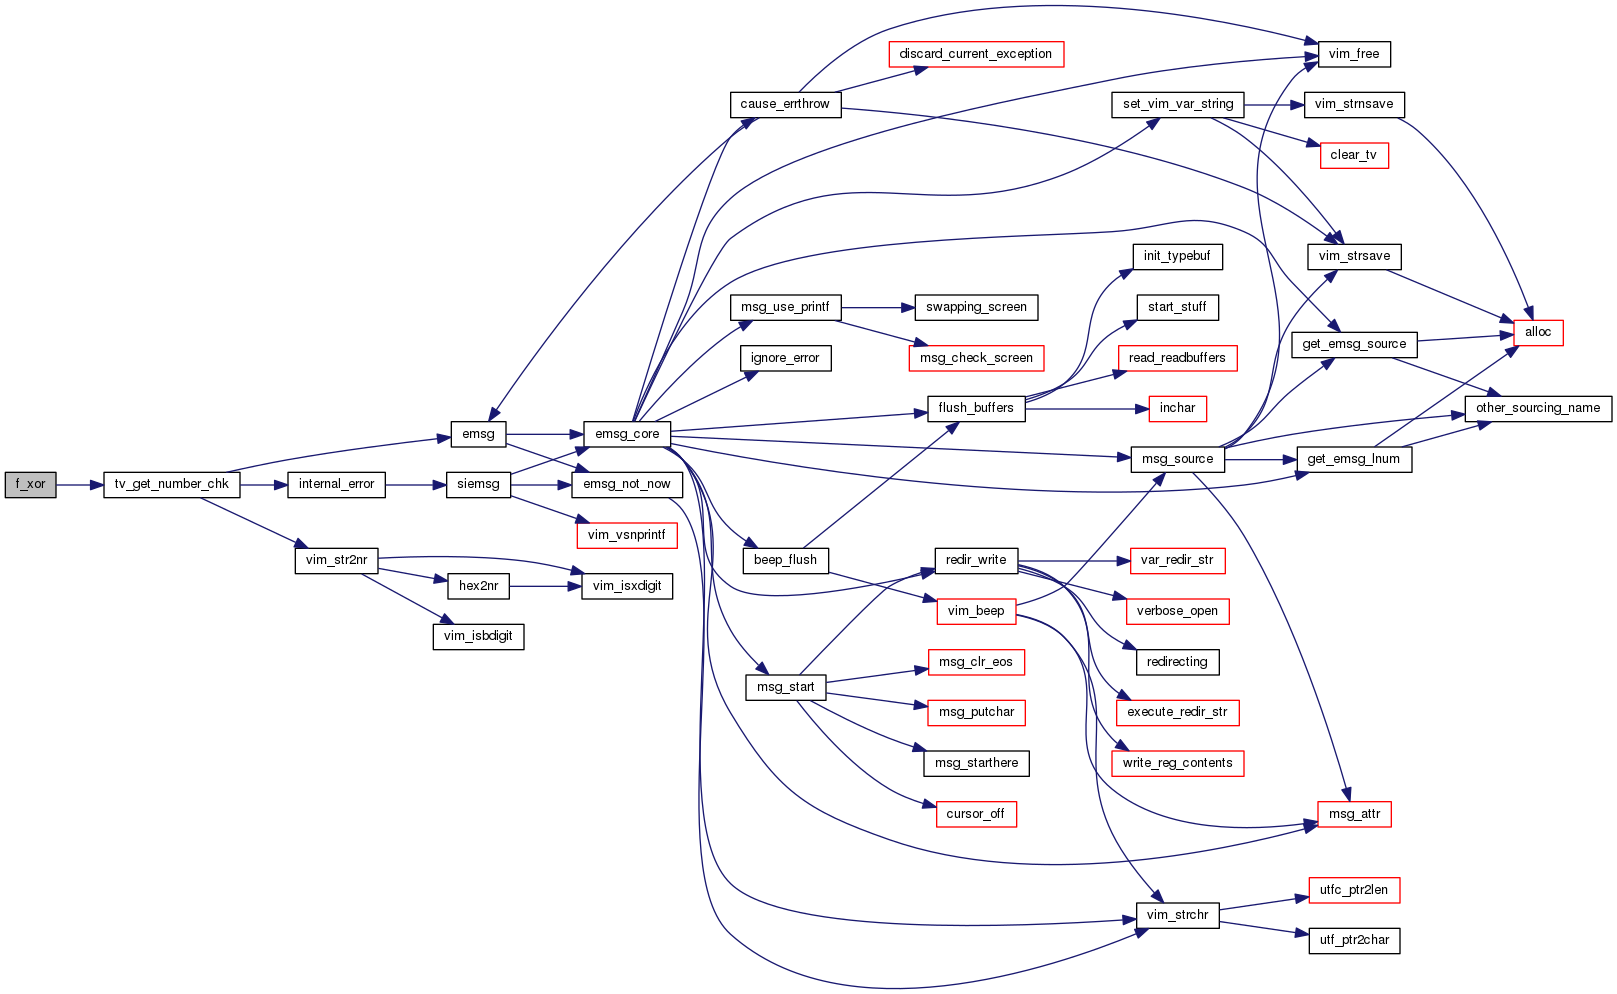 f_xor
tv_get_number_chk
emsg
internal_error
siemsg
vim_str2nr
hex2nr
vim_isbdigit
emsg_core
emsg_not_now
vim_vsnprintf
vim_isxdigit
cause_errthrow
discard_current_exception
msg_use_printf
swapping_screen
ignore_error
msg_check_screen
flush_buffers
beep_flush
redir_write
vim_beep
msg_start
msg_clr_eos
msg_putchar
msg_starthere
cursor_off
set_vim_var_string
init_typebuf
start_stuff
read_readbuffers
inchar
msg_source
var_redir_str
verbose_open
redirecting
execute_redir_str
write_reg_contents
vim_strchr
vim_free
vim_strnsave
clear_tv
vim_strsave
get_emsg_source
get_emsg_lnum
msg_attr
utfc_ptr2len
utf_ptr2char
alloc
other_sourcing_name